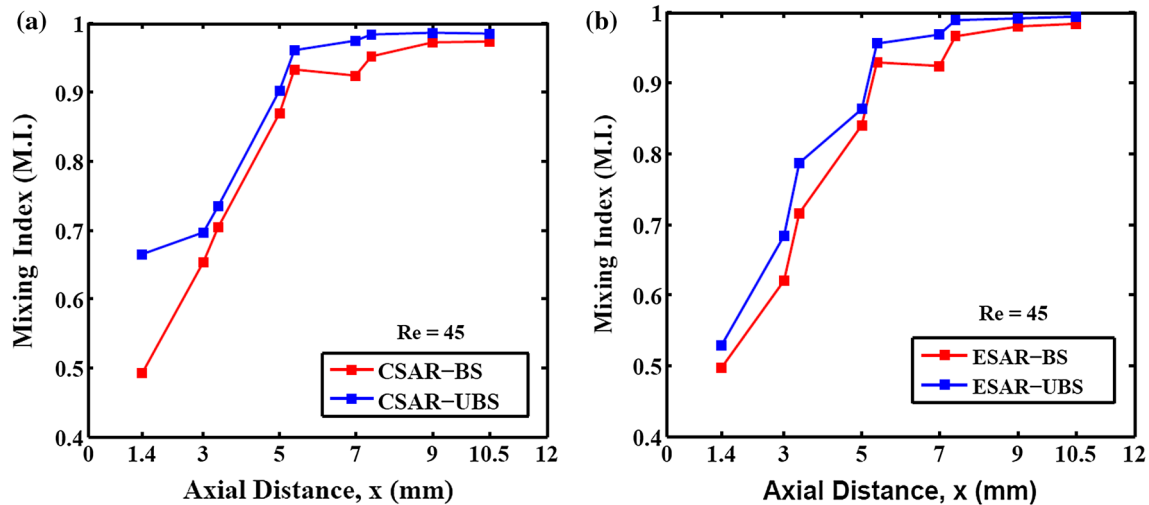 (a)
1
0.9
0.8
0.7
0.6
0.5
0.4
Mixing Index (M.I.)
Re = 45
CSAR−BS
CSAR−UBS
0 1.4 3 5 7 9 10.5 12
Axial Distance, x (mm)
(b)
1
0.9
0.8
0.7
0.6
0.5
0.4
Mixing Index (M.I.)
Re = 45
ESAR−BS
ESAR−UBS
0 1.4 3 5 7 9 10.5 12
Axial Distance, x (mm)